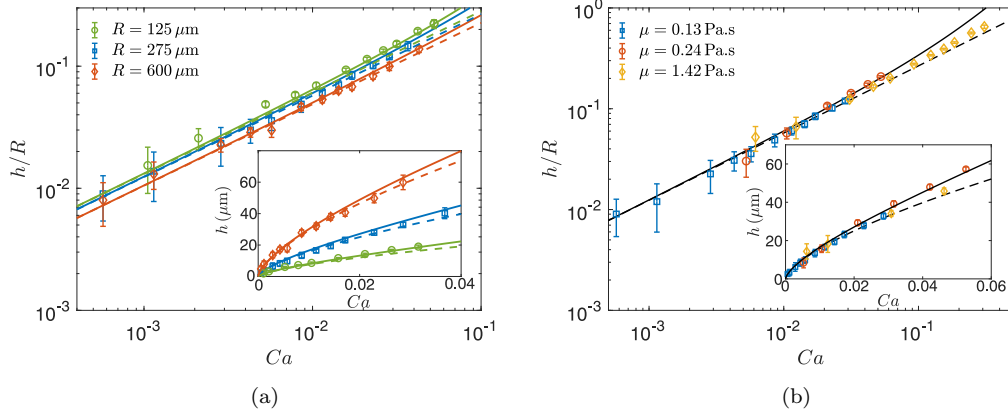 10^{-1}
10^{-2}
10^{-3}
h/R
R = 125 μm
R = 275 μm
R = 600 μm
80
60
40
20
0
h (μm)
0
0.02
0.04
Ca
10^{-3}
10^{-2}
10^{-1}
Ca
(a)
10^0
10^{-1}
10^{-2}
10^{-3}
h/R
μ = 0.13 Pa.s
μ = 0.24 Pa.s
μ = 1.42 Pa.s
60
40
20
0
h (μm)
0
0.02
0.04
0.06
Ca
10^{-3}
10^{-2}
10^{-1}
Ca
(b)